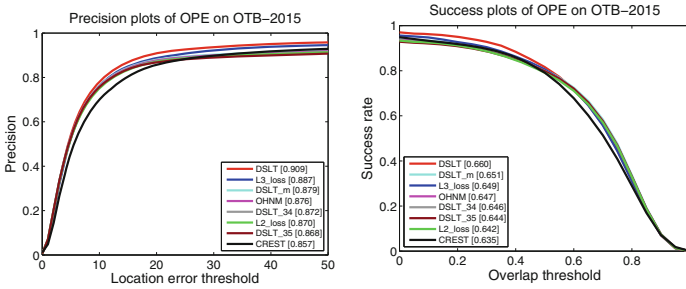 Precision plots of OPE on OTB-2015
1
0.8
0.6
0.4
0.2
0
0 10 20 30 40 50
Precision
Location error threshold
DSLT [0.909]
L3_loss [0.887]
DSLT_m [0.879]
OHNM [0.876]
DSLT_34 [0.872]
L2_loss [0.870]
DSLT_35 [0.868]
CREST [0.857]
Success plots of OPE on OTB-2015
1
0.8
0.6
0.4
0.2
0
0 0.2 0.4 0.6 0.8
Success rate
Overlap threshold
DSLT [0.660]
DSLT_m [0.651]
L3_loss [0.649]
OHNM [0.647]
DSLT_34 [0.646]
DSLT_35 [0.644]
L2_loss [0.642]
CREST [0.635]